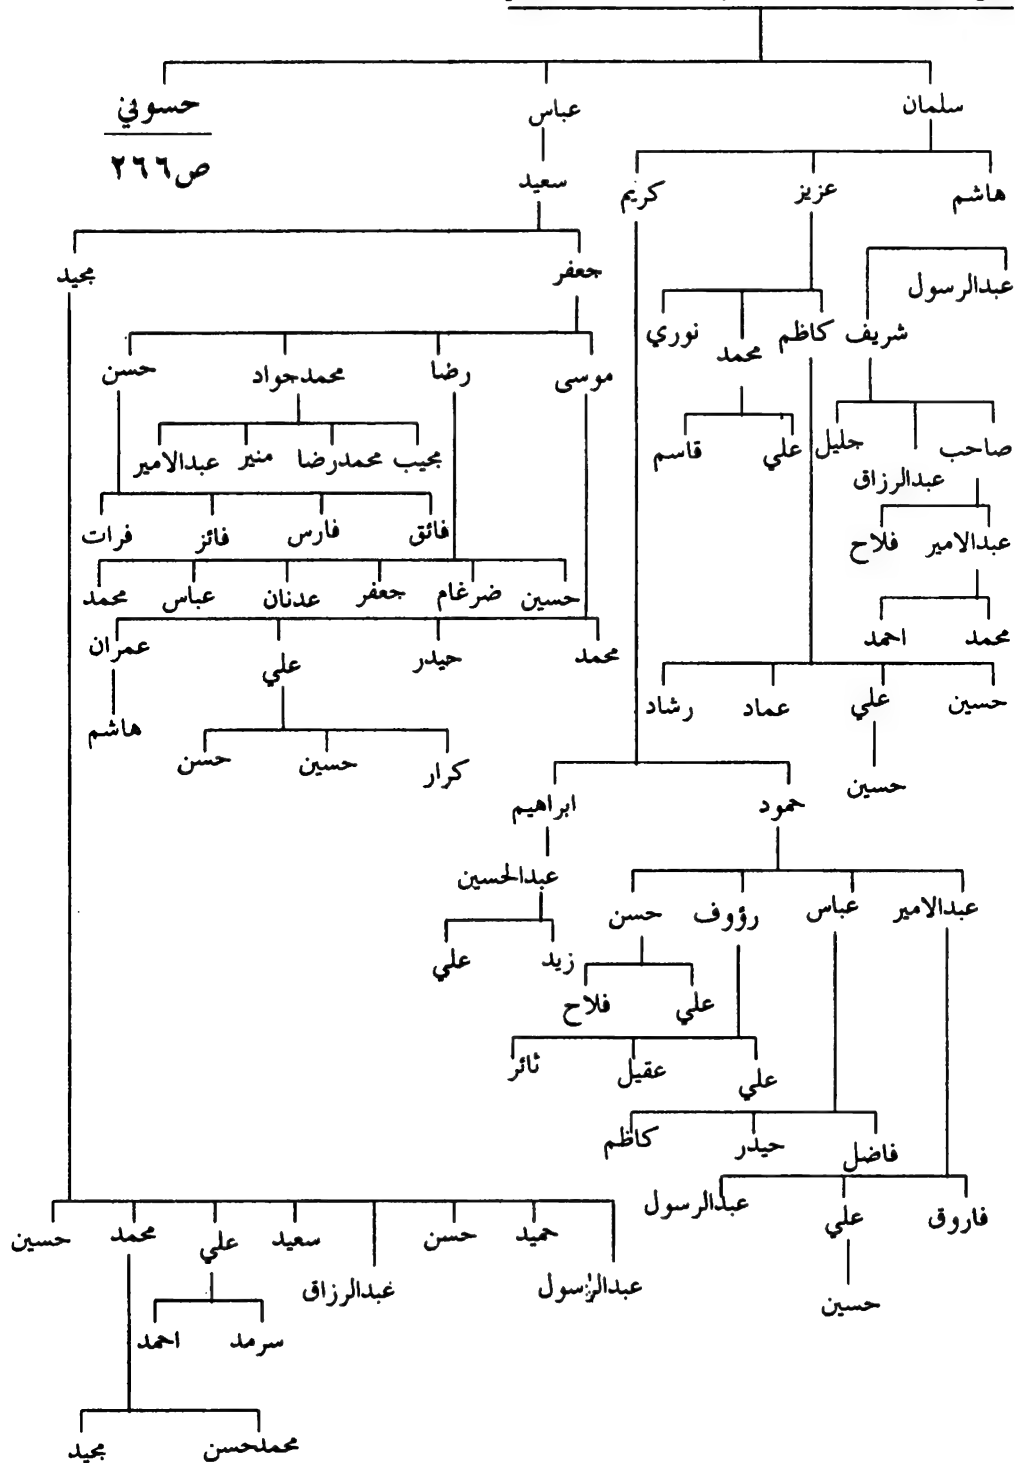 سلمان
عباس
حسوني
ص٢٦٦
سعيد
هاشم
عزيز
كريم
جعفر
مجيد
عبدالرسول
شريف
كاظم
محمد
نوري
موسى
رضا
محمدجواد
حسن
صاحب
عبدالرزاق
جليل
علي
قاسم
مجيب
محمدرضا
منير
عبدالامير
فائق
فارس
فائز
فرات
عبدالامير
فلاح
حسين
ضرغام
جعفر
عدنان
عباس
محمد
محمد
احمد
محمد
حيدر
علي
عمران
هاشم
حسين
علي
عماد
رشاد
كرار
حسين
حسن
حسين
حمود
ابراهيم
عبدالحسين
عبدالامير
عباس
رؤوف
حسن
زيد
علي
علي
فلاح
علي
عقيل
ثائر
فاضل
حيدر
كاظم
فاروق
علي
عبدالرسول
حسين
عبدالرسول
حميد
حسن
عبدالرزاق
سعيد
علي
محمد
حسين
سرمد
احمد
محمدحسن
مجيد